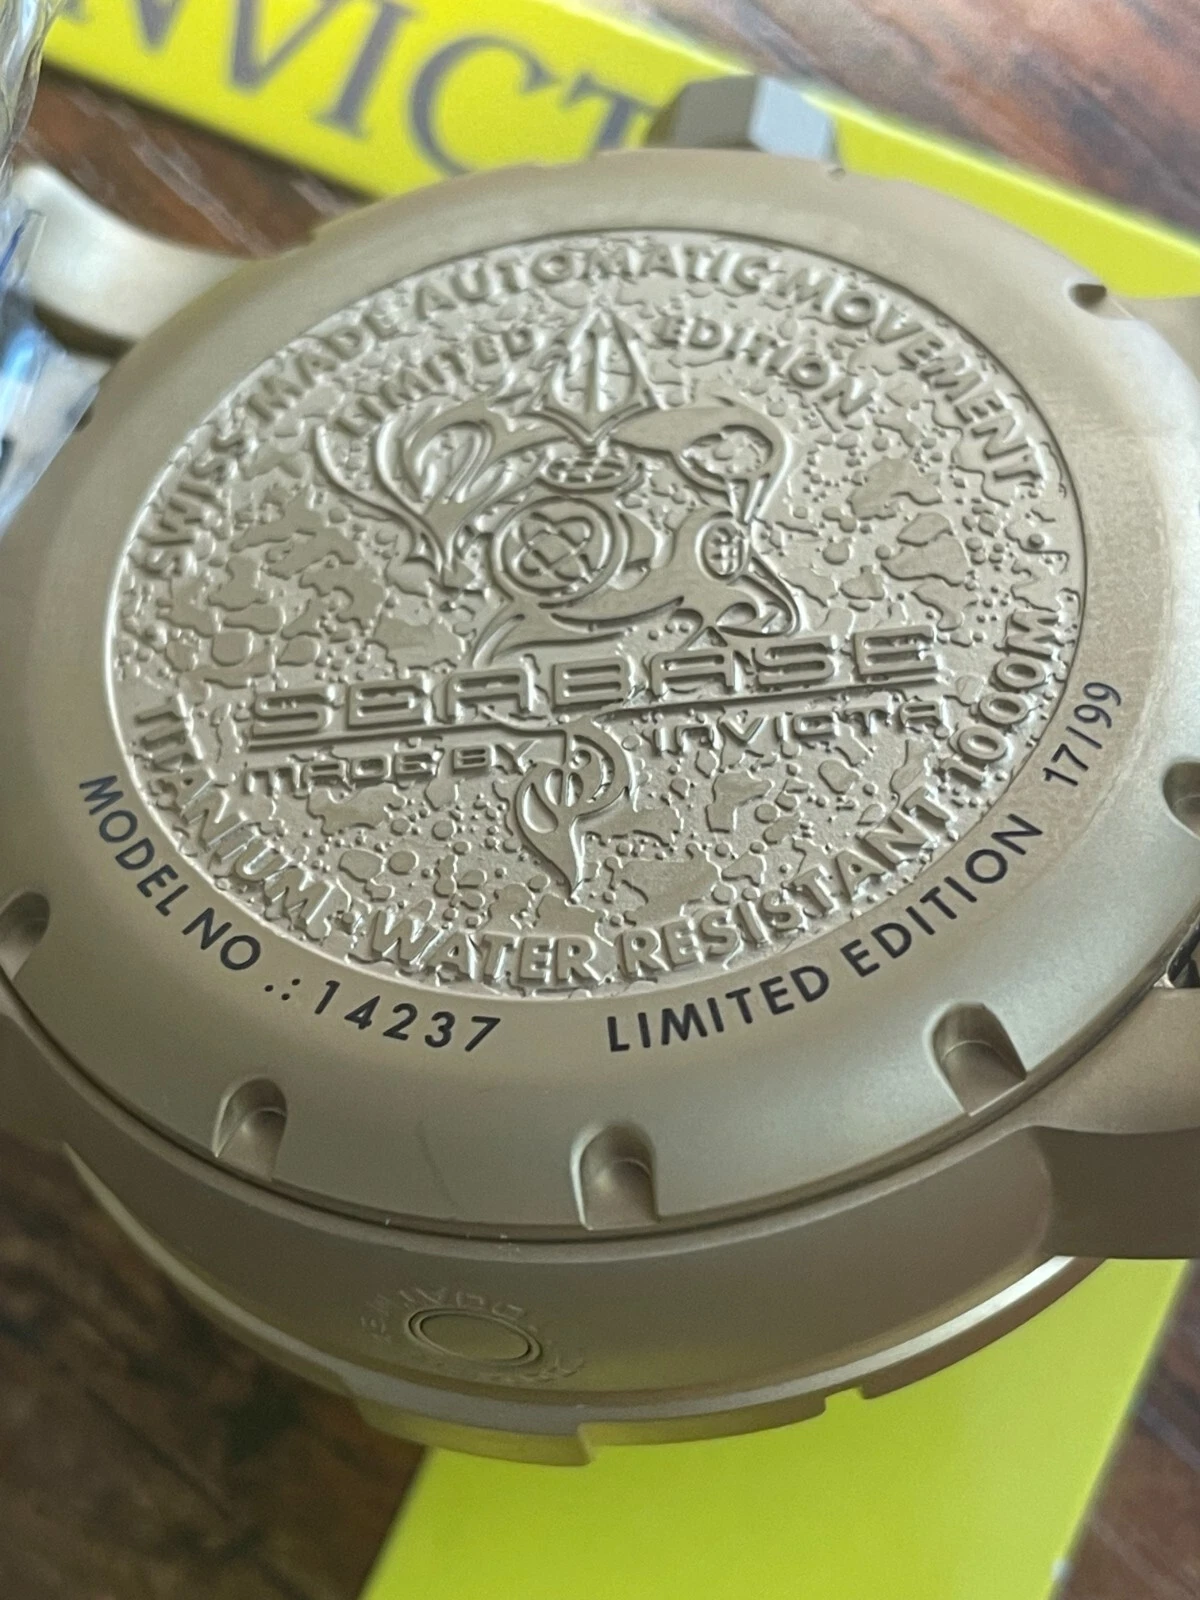 INVICT
SWISS MADE AUTOMATIC MOVEMENT
LIMITED EDITION
SEABASE
MADE BY INVICTA
TITANIUM WATER RESISTANT 1000M
MODEL NO.: 14237
LIMITED EDITION 17/99